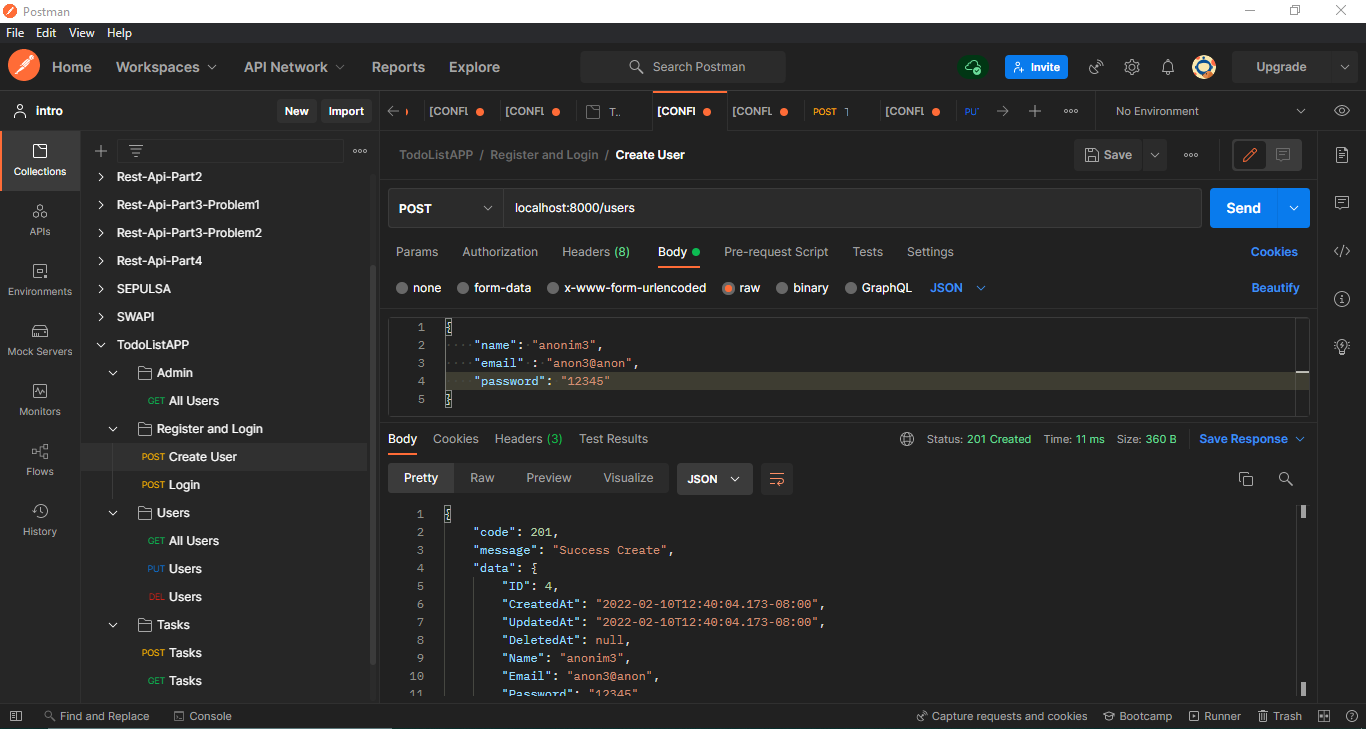 Postman
File Edit View Help
Home Workspaces API Network Reports Explore Search Postman Invite Upgrade
intro New Import
[CONFL [CONFL T.. [CONFI [CONFL POST [CONFL PU No Environment
Collections
APIs
Environments
Mock Servers
Monitors
Flows
History
Rest-Api-Part2
Rest-Api-Part3-Problem1
Rest-Api-Part3-Problem2
Rest-Api-Part4
SEPULSA
SWAPI
TodoListAPP
Admin
GET All Users
Register and Login
POST Create User
POST Login
Users
GET All Users
PUT Users
DEL Users
Tasks
POST Tasks
GET Tasks
TodoListAPP / Register and Login / Create User Save
POST localhost:8000/users Send
Params Authorization Headers (8) Body Pre-request Script Tests Settings Cookies
none form-data x-www-form-urlencoded raw binary GraphQL JSON Beautify
1 {
2 "name": "anonim3",
3 "email" : "anon3@anon",
4 "password": "12345"
5 }
Body Cookies Headers (3) Test Results Status: 201 Created Time: 11 ms Size: 360 B Save Response
Pretty Raw Preview Visualize JSON
1 {
2 "code": 201,
3 "message": "Success Create",
4 "data": {
5 "ID": 4,
6 "CreatedAt": "2022-02-10T12:40:04.173-08:00",
7 "UpdatedAt": "2022-02-10T12:40:04.173-08:00",
8 "DeletedAt": null,
9 "Name": "anonim3",
10 "Email": "anon3@anon",
11 "Password": "12345"
Find and Replace Console Capture requests and cookies Bootcamp Runner Trash